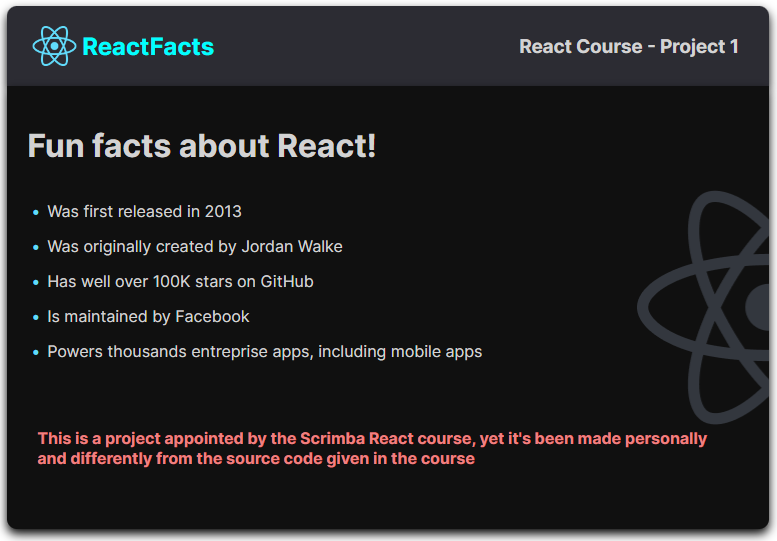 ReactFacts
React Course - Project 1
Fun facts about React!
Was first released in 2013
Was originally created by Jordan Walke
Has well over 100K stars on GitHub
Is maintained by Facebook
Powers thousands entreprise apps, including mobile apps
This is a project appointed by the Scrimba React course, yet it's been made personally
and differently from the source code given in the course